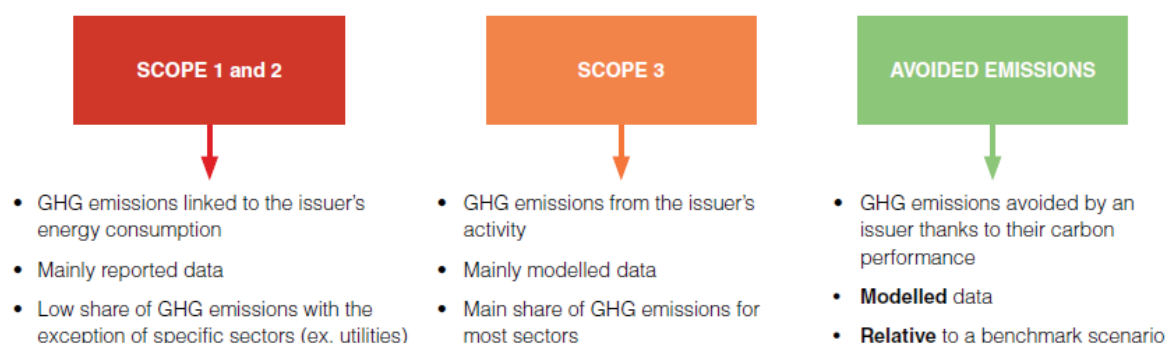 SCOPE 1 and 2
• GHG emissions linked to the issuer's
energy consumption
• Mainly reported data
• Low share of GHG emissions with the
exception of specific sectors (ex. utilities)
SCOPE 3
• GHG emissions from the issuer's
activity
• Mainly modelled data
• Main share of GHG emissions for
most sectors
AVOIDED EMISSIONS
• GHG emissions avoided by an
issuer thanks to their carbon
performance
• Modelled data
• Relative to a benchmark scenario